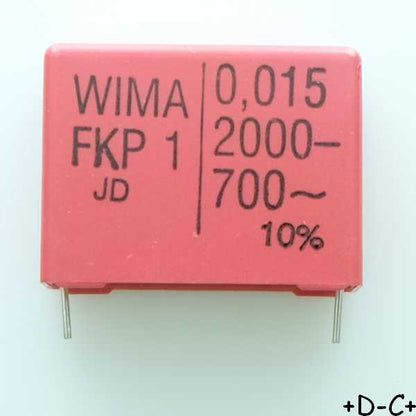 WIMA
FKP 1
JD
0,015
2000–
700~
10%
+D-C+